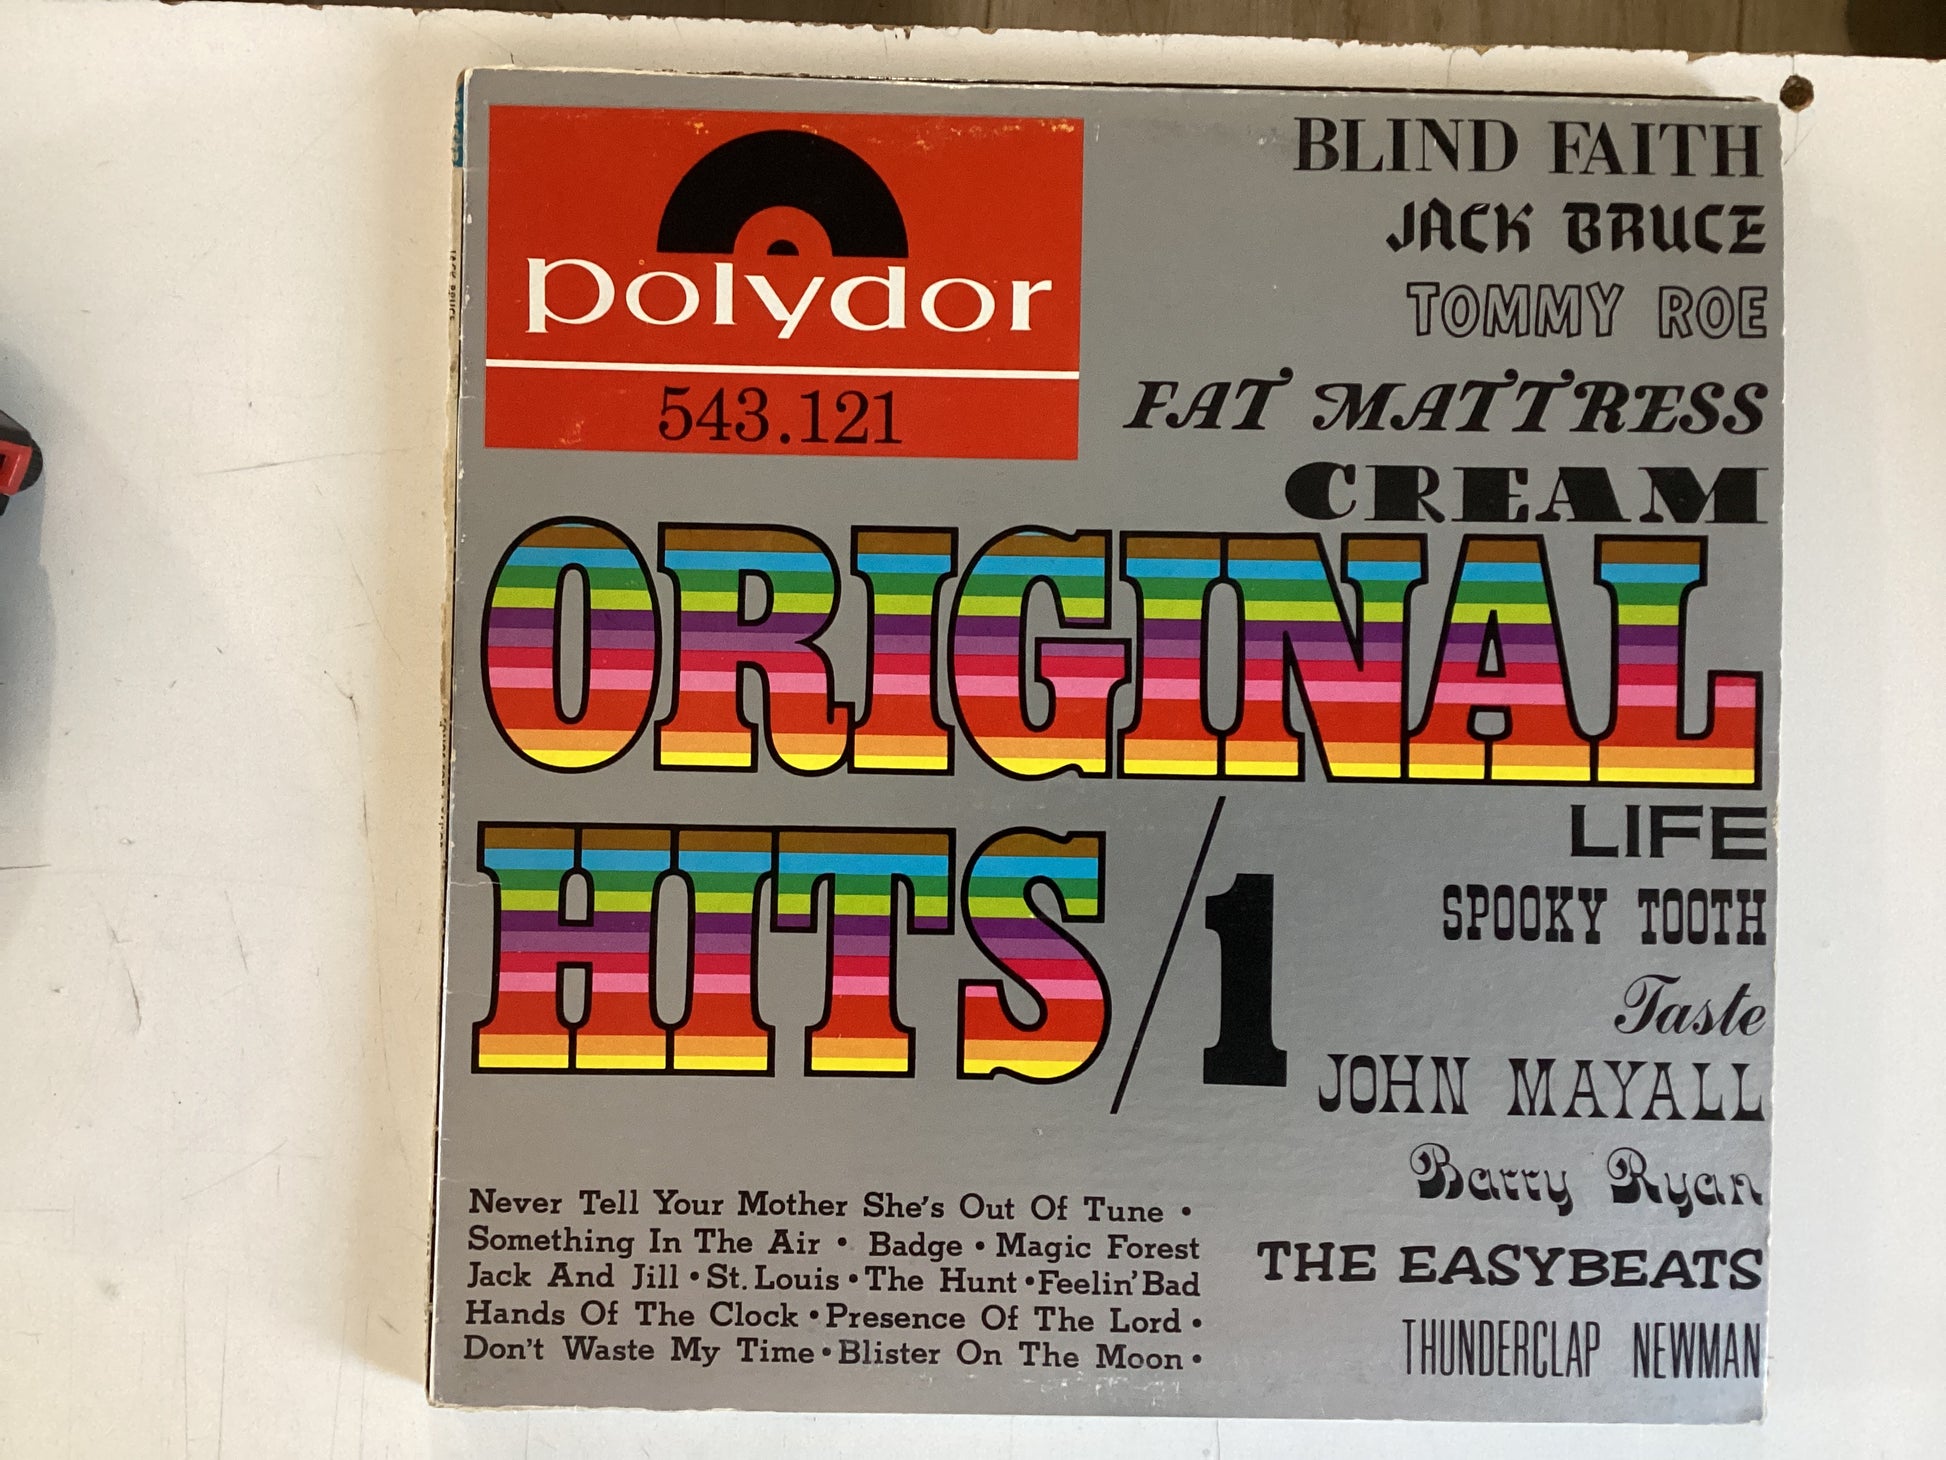 polydor
543.121
BLIND FAITH
JACK BRUCE
TOMMY ROE
FAT MATTRESS
CREAM
ORIGINAL
HITS/1
LIFE
SPOOKY TOOTH
Taste
JOHN MAYALL
Barry Ryan
THE EASYBEATS
THUNDERCLAP NEWMAN
Never Tell Your Mother She's Out Of Tune •
Something In The Air • Badge • Magic Forest
Jack And Jill • St. Louis • The Hunt • Feelin' Bad
Hands Of The Clock • Presence Of The Lord •
Don't Waste My Time • Blister On The Moon •